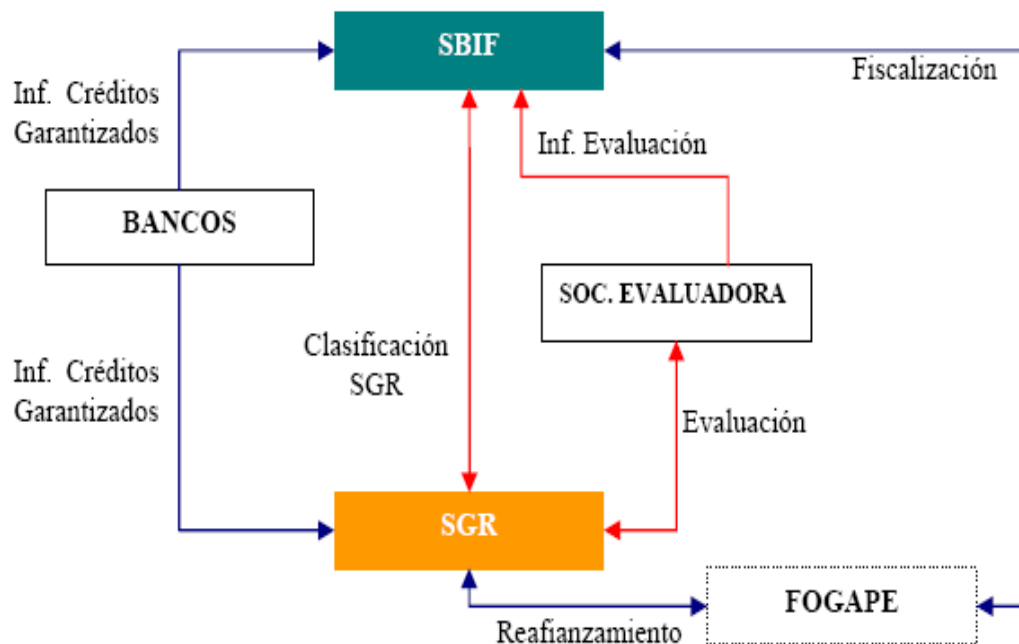 SBIF
Fiscalización
Inf. Créditos
Garantizados
Inf. Evaluación
BANCOS
SOC. EVALUADORA
Clasificación
SGR
Inf. Créditos
Garantizados
Evaluación
SGR
FOGAPE
Reafianzamiento